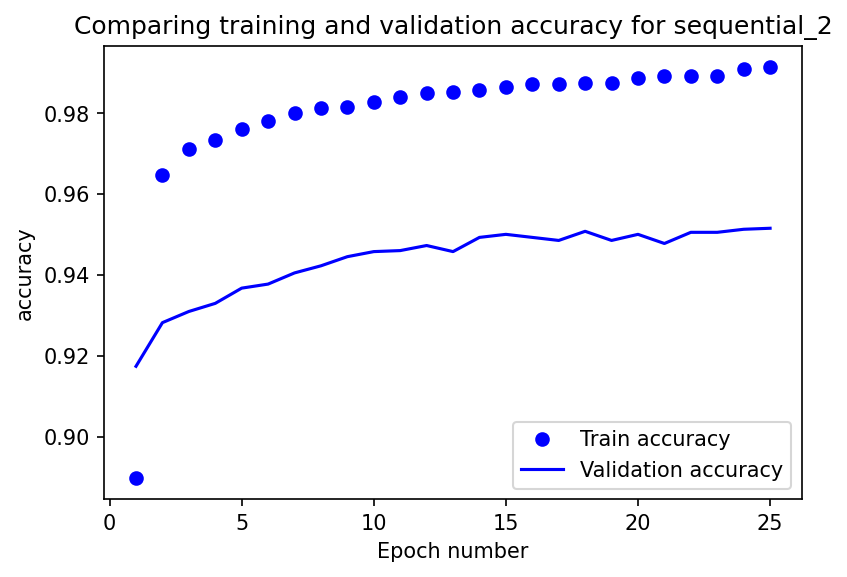 Comparing training and validation accuracy for sequential_2
accuracy
0.98
0.96
0.94
0.92
0.90
0
5
10
15
20
25
Epoch number
Train accuracy
Validation accuracy